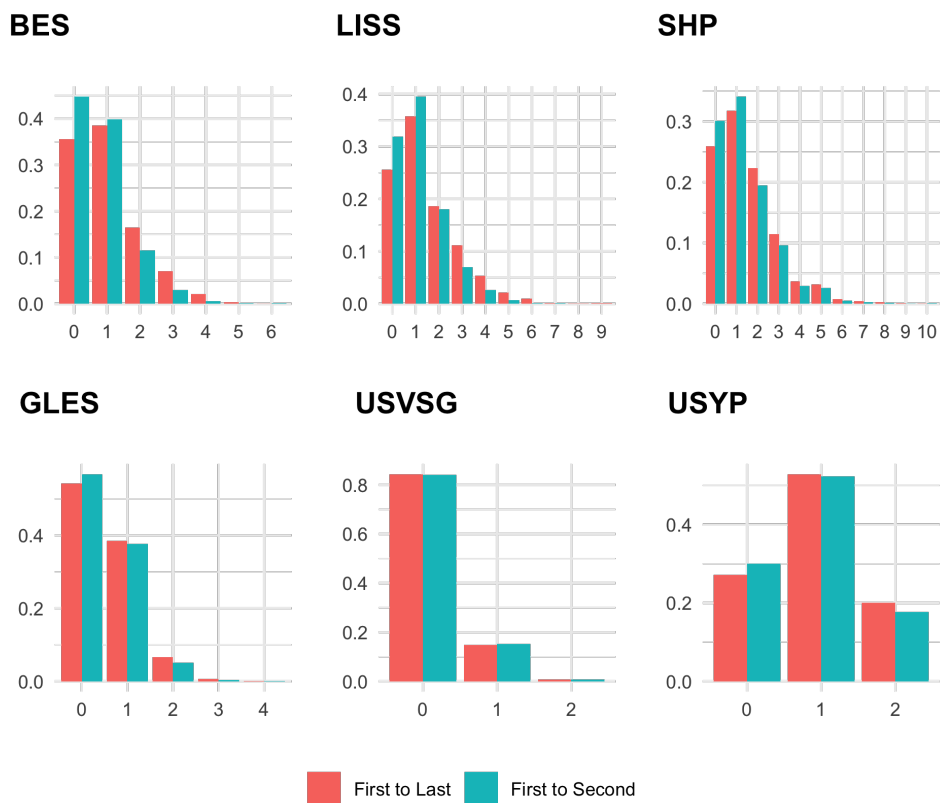 BES LISS SHP
0.4 0.3 0.2 0.1 0.0
0 1 2 3 4 5 6
0.4 0.3 0.2 0.1 0.0
0 1 2 3 4 5 6 7 8 9
0.3 0.2 0.1 0.0
0 1 2 3 4 5 6 7 8 9 10
GLES USVSG USYP
0.4 0.2 0.0
0 1 2 3 4
0.8 0.6 0.4 0.2 0.0
0 1 2
0.4 0.2 0.0
0 1 2
First to Last First to Second